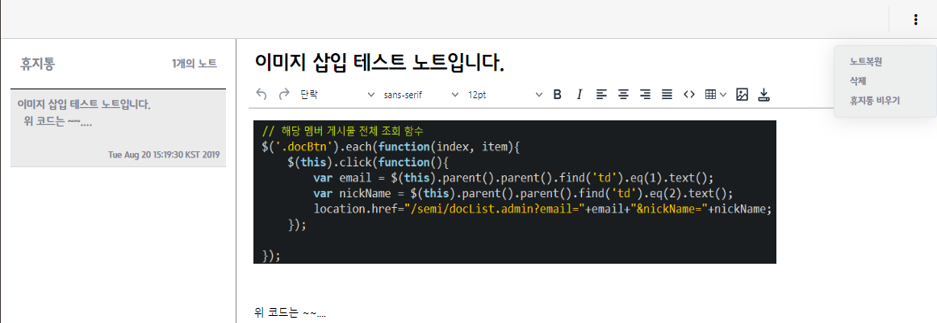 노트복원
삭제
휴지통 비우기
휴지통 1개의 노트
이미지 삽입 테스트 노트입니다.
위 코드는 ~~....
Tue Aug 20 15:19:30 KST 2019
이미지 삽입 테스트 노트입니다.
단락 sans-serif 12pt B I
// 해당 멤버 게시물 전체 조회 함수
$('.docBtn').each(function(index, item){
    $(this).click(function(){
        var email = $(this).parent().parent().find('td').eq(1).text();
        var nickName = $(this).parent().parent().find('td').eq(2).text();
        location.href="/semi/docList.admin?email="+email+"&nickName="+nickName;
    });
});
위 코드는 ~~....